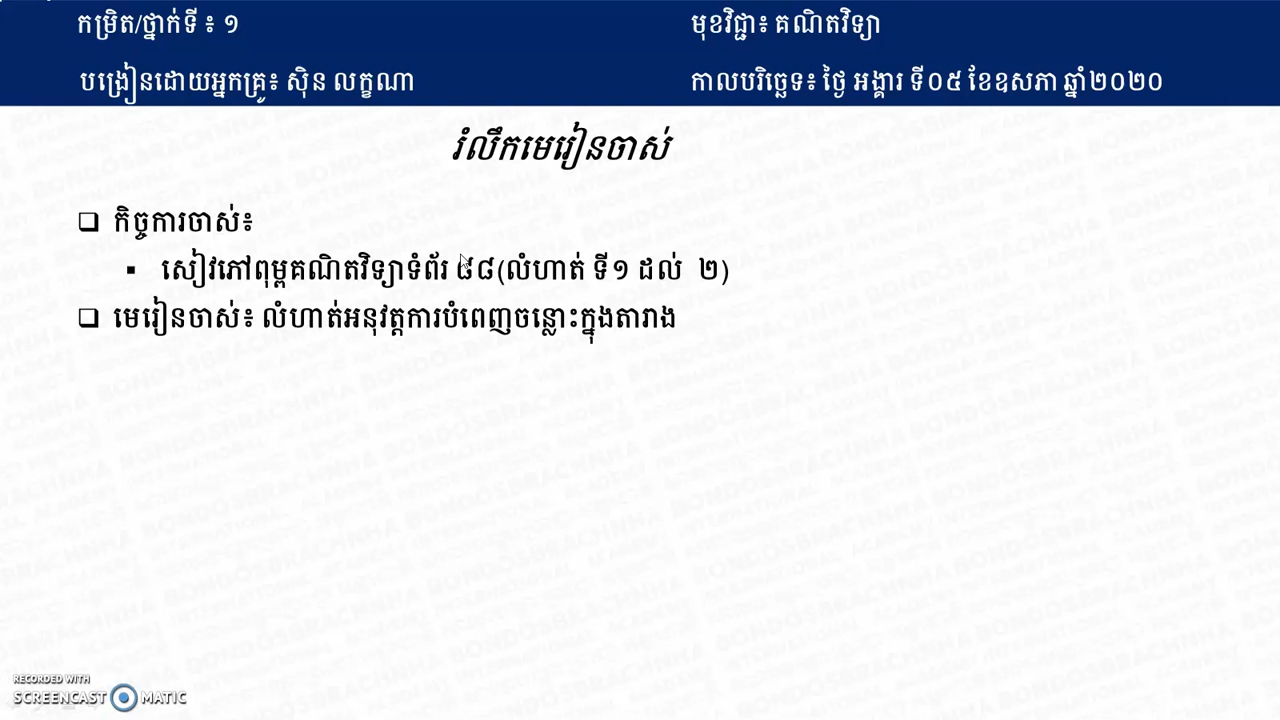 កម្រិត/ថ្នាក់ទី ៖ ១
មុខវិជ្ជា៖ គណិតវិទ្យា
បង្រៀនដោយអ្នកគ្រូ៖ ស៊ិន លក្ខណា
កាលបរិច្ឆេទ៖ ថ្ងៃ អង្គារ ទី០៥ ខែឧសភា ឆ្នាំ២០២០
រំលឹកមេរៀនចាស់
កិច្ចការចាស់៖
សៀវភៅពុម្ពគណិតវិទ្យាទំព័រ (លំហាត់ ទី១ ដល់ ២)
មេរៀនចាស់៖ លំហាត់អនុវត្តការបំពេញចន្លោះក្នុងតារាង
RECORDED WITH
SCREENCAST MATIC